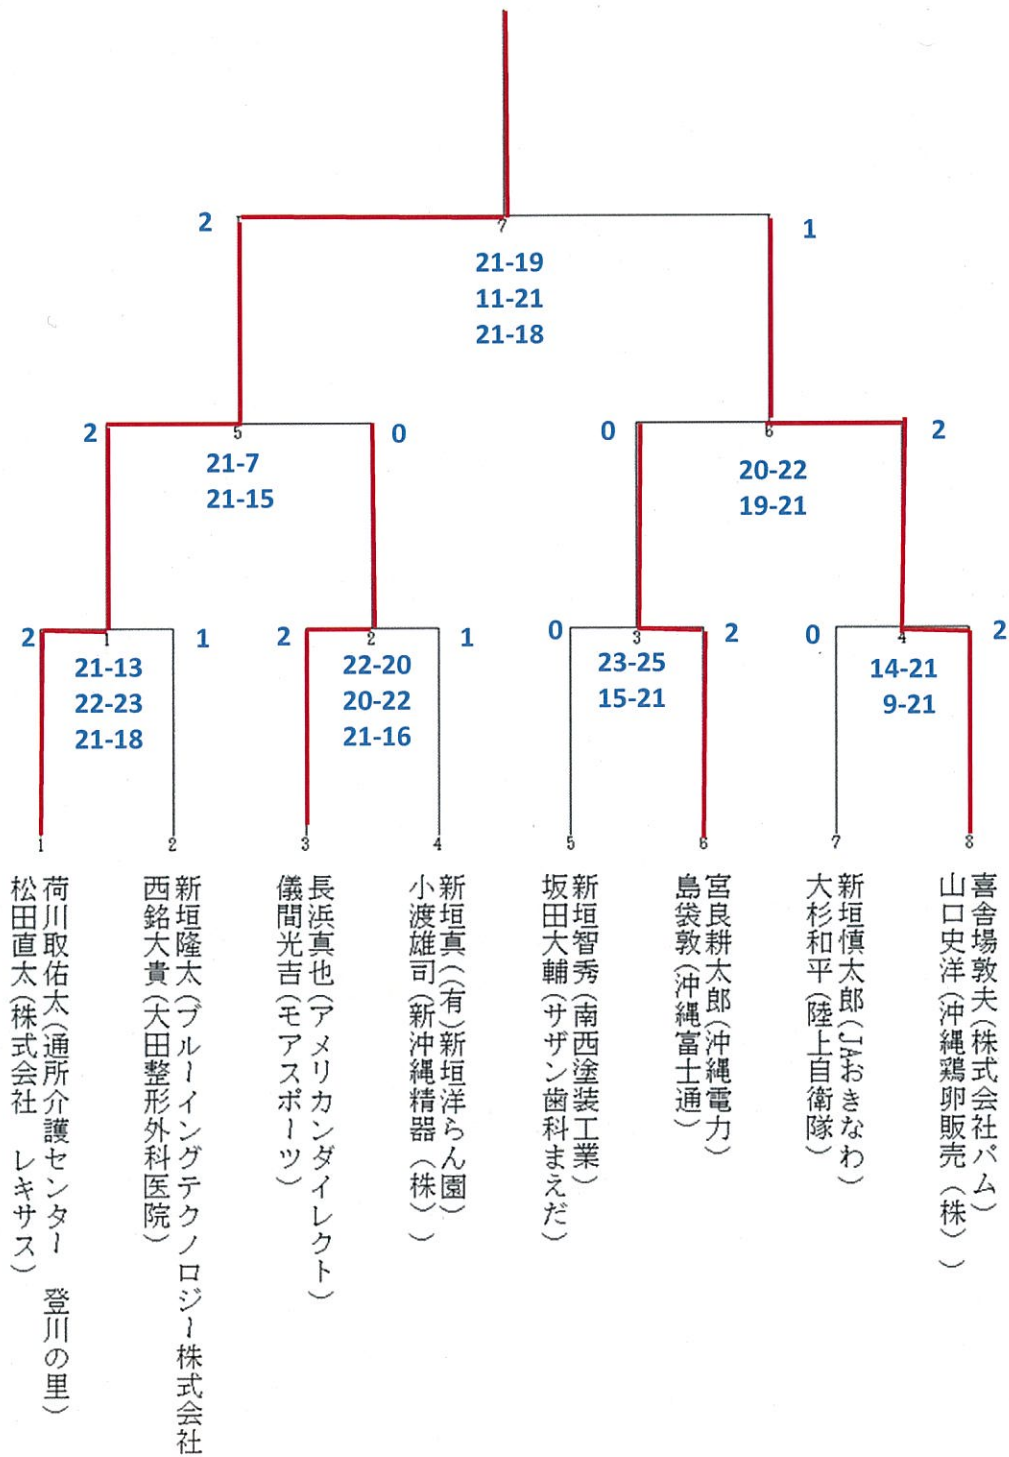 7
2
1
21-19
11-21
21-18
5
2
0
21-7
21-15
6
0
2
20-22
19-21
1
2
1
21-13
22-23
21-18
2
2
1
22-20
20-22
21-16
3
0
2
23-25
15-21
4
0
2
14-21
9-21
1
荷川取佑太(通所介護センター 登川の里)
松田直太(株式会社 レキサス)
2
新垣隆太(ブルーイングテクノロジー株式会社
西銘大貴(大田整形外科医院)
3
長浜真也(アメリカンダイレクト)
儀間光吉(モアスポーツ)
4
新垣真((有)新垣洋らん園)
小渡雄司(新沖縄精器(株))
5
新垣智秀(南西塗装工業)
坂田大輔(サザン歯科まえだ)
6
宮良耕太郎(沖縄電力)
島袋敦(沖縄富士通)
7
新垣慎太郎(JAおきなわ)
大杉和平(陸上自衛隊)
8
喜舎場敦夫(株式会社パム)
山口史洋(沖縄鶏卵販売(株))